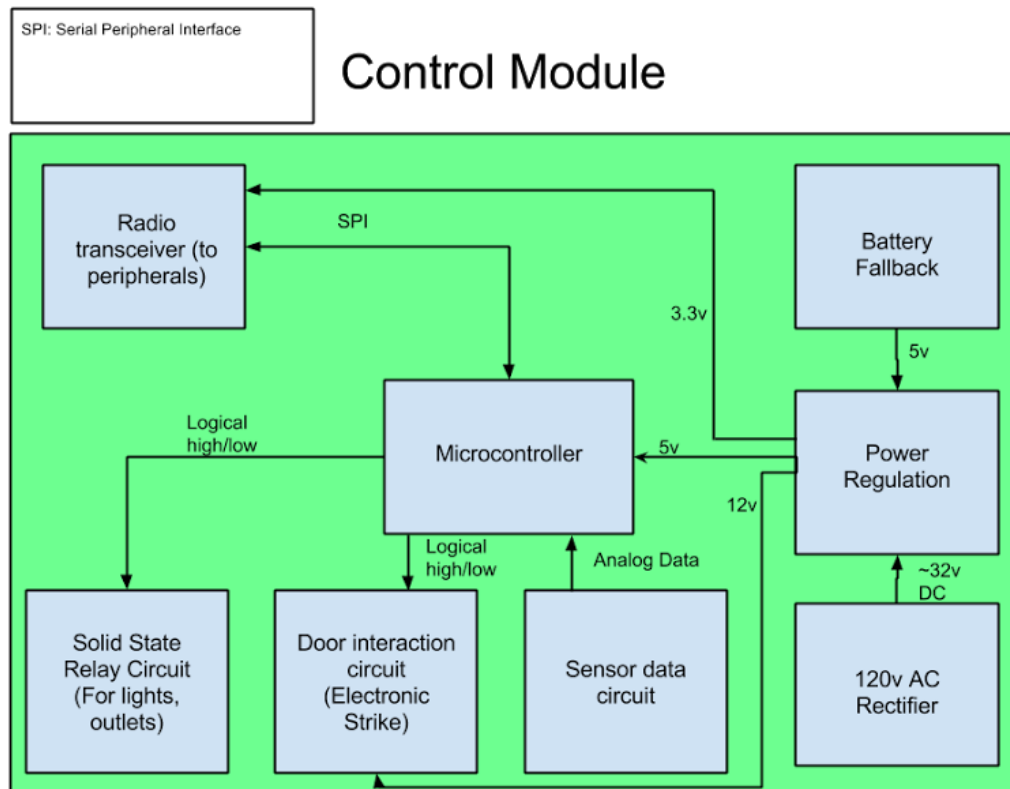 SPI: Serial Peripheral Interface
Control Module
Radio
transceiver (to
peripherals)
SPI
Battery
Fallback
3.3v
5v
Logical
high/low
Microcontroller
5v
Power
Regulation
12v
Logical
high/low
Analog Data
~32v
DC
Solid State
Relay Circuit
(For lights,
outlets)
Door interaction
circuit
(Electronic
Strike)
Sensor data
circuit
120v AC
Rectifier